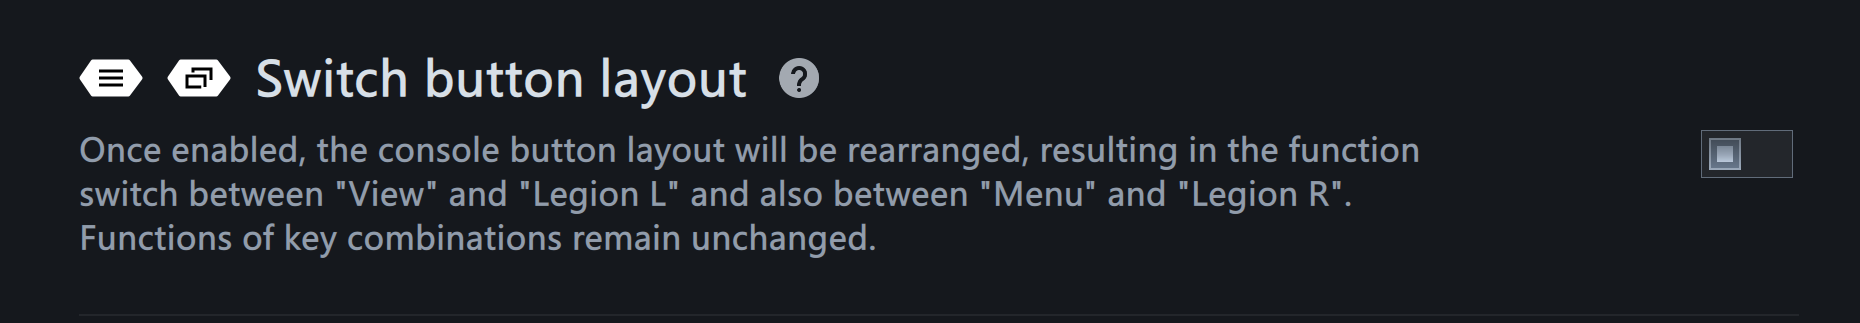 Switch button layout ?
Once enabled, the console button layout will be rearranged, resulting in the function
switch between "View" and "Legion L" and also between "Menu" and "Legion R".
Functions of key combinations remain unchanged.